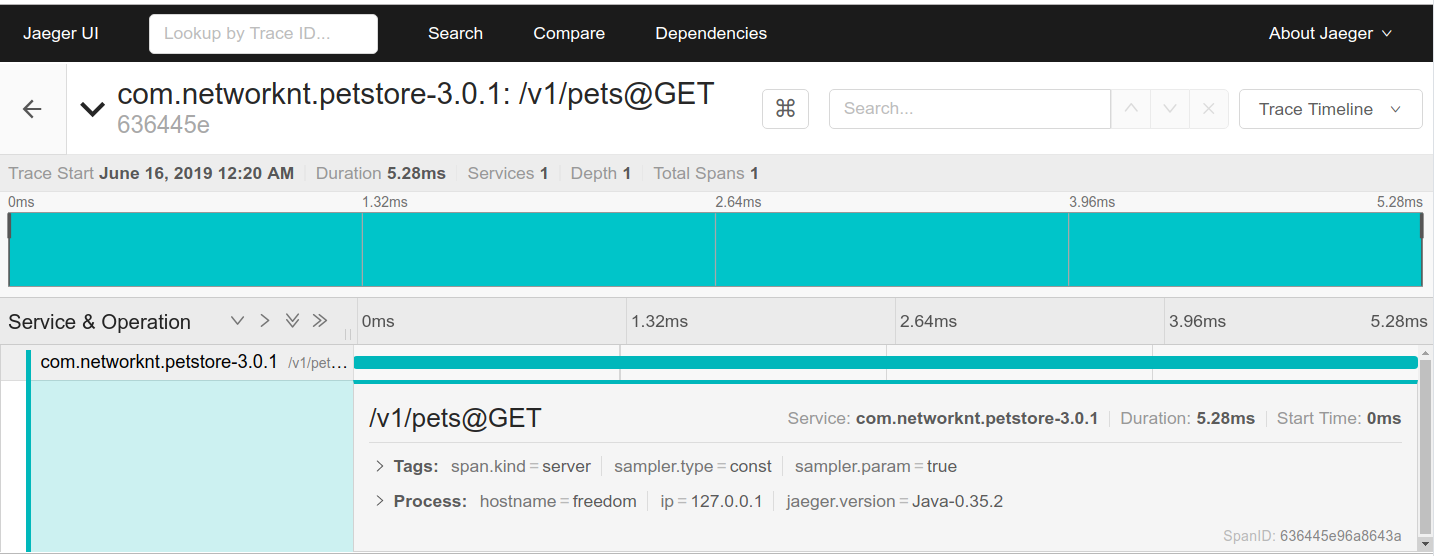 Jaeger UI Lookup by Trace ID... Search Compare Dependencies About Jaeger
com.networknt.petstore-3.0.1: /v1/pets@GET
636445e
⌘ Search... Trace Timeline
Trace Start June 16, 2019 12:20 AM Duration 5.28ms Services 1 Depth 1 Total Spans 1
0ms 1.32ms 2.64ms 3.96ms 5.28ms
Service & Operation 0ms 1.32ms 2.64ms 3.96ms 5.28ms
com.networknt.petstore-3.0.1 /v1/pet…
/v1/pets@GET Service: com.networknt.petstore-3.0.1 Duration: 5.28ms Start Time: 0ms
Tags: span.kind = server sampler.type = const sampler.param = true
Process: hostname = freedom ip = 127.0.0.1 jaeger.version = Java-0.35.2
SpanID: 636445e96a8643a